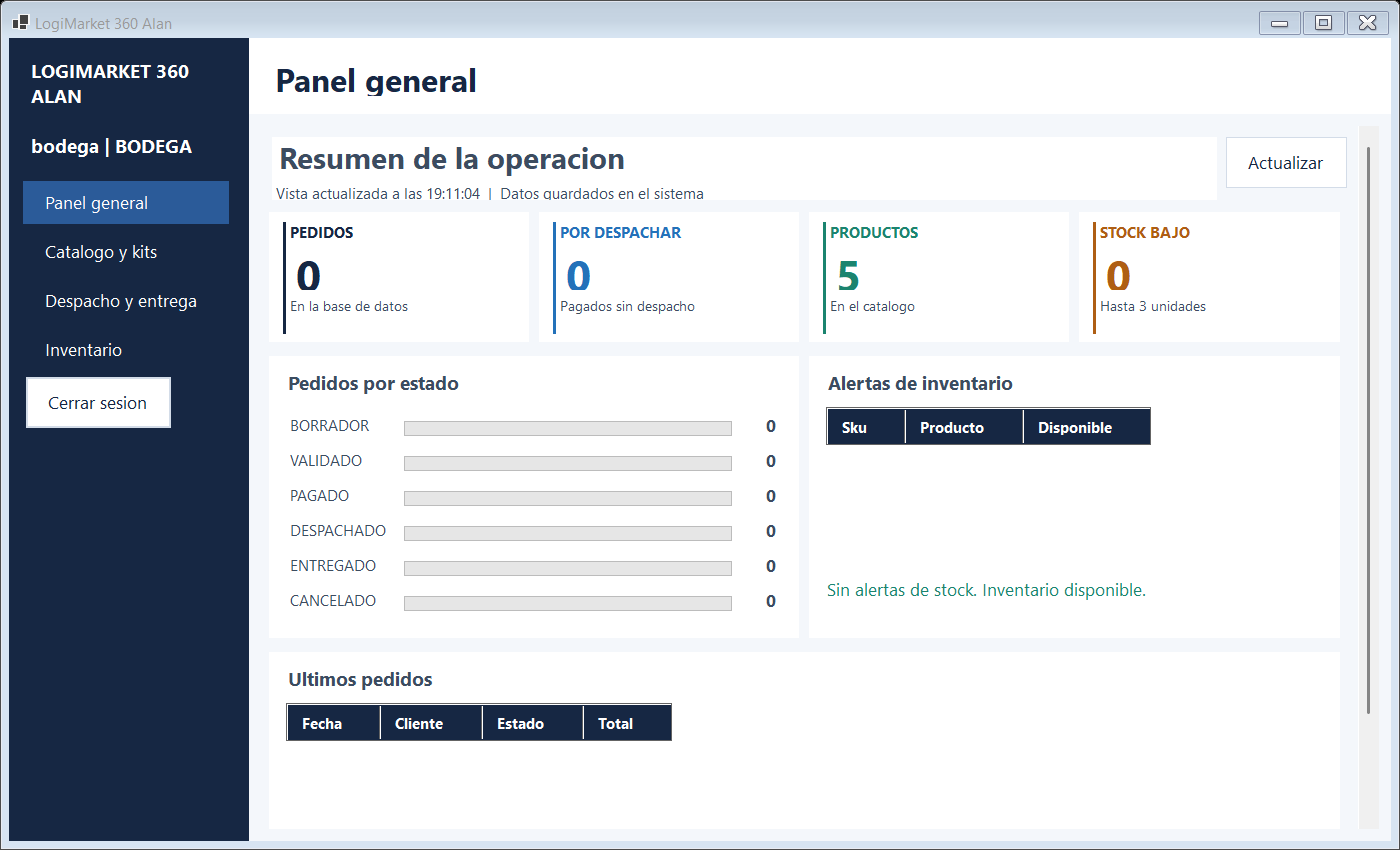 LogiMarket 360 Alan
LOGIMARKET 360
ALAN
bodega | BODEGA
Panel general
Catalogo y kits
Despacho y entrega
Inventario
Cerrar sesion
Panel general
Resumen de la operacion
Vista actualizada a las 19:11:04 | Datos guardados en el sistema
Actualizar
PEDIDOS
0
En la base de datos
POR DESPACHAR
0
Pagados sin despacho
PRODUCTOS
5
En el catalogo
STOCK BAJO
0
Hasta 3 unidades
Pedidos por estado
BORRADOR 0
VALIDADO 0
PAGADO 0
DESPACHADO 0
ENTREGADO 0
CANCELADO 0
Alertas de inventario
Sku Producto Disponible
Sin alertas de stock. Inventario disponible.
Ultimos pedidos
Fecha Cliente Estado Total